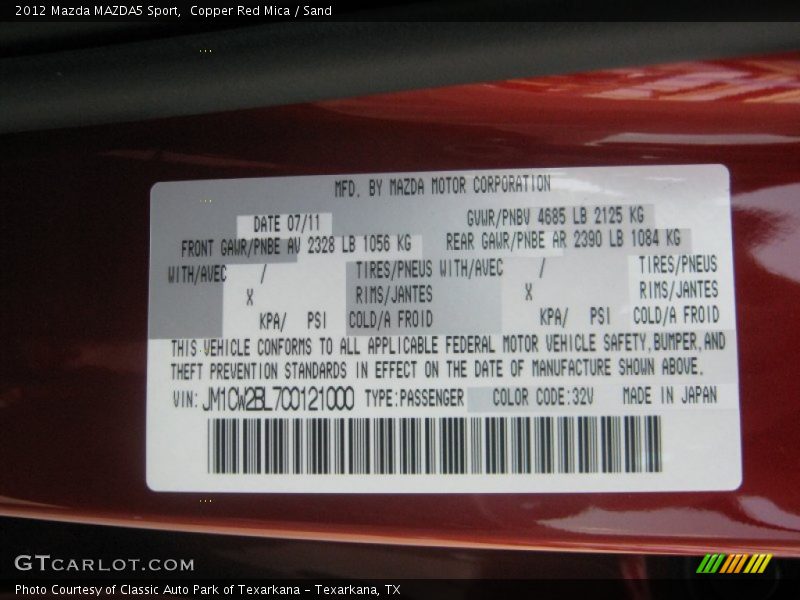 2012 Mazda MAZDA5 Sport,  Copper Red Mica / Sand
MFD. BY MAZDA MOTOR CORPORATION
DATE 07/11 GVWR/PNBV 4685 LB 2125 KG
FRONT GAWR/PNBE AV 2328 LB 1056 KG REAR GAWR/PNBE AR 2390 LB 1084 KG
WITH/AVEC / TIRES/PNEUS WITH/AVEC / TIRES/PNEUS
X RIMS/JANTES X RIMS/JANTES
KPA/ PSI COLD/A FROID KPA/ PSI COLD/A FROID
THIS VEHICLE CONFORMS TO ALL APPLICABLE FEDERAL MOTOR VEHICLE SAFETY,BUMPER,AND
THEFT PREVENTION STANDARDS IN EFFECT ON THE DATE OF MANUFACTURE SHOWN ABOVE.
VIN:JM1CW2BL7C0121000 TYPE:PASSENGER COLOR CODE:32V MADE IN JAPAN
GTCARLOT.COM
Photo Courtesy of Classic Auto Park of Texarkana - Texarkana, TX